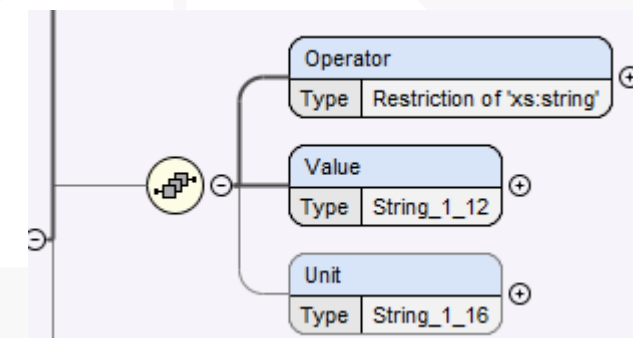 Operator
Type Restriction of 'xs:string'
Value
Type String_1_12
Unit
Type String_1_16